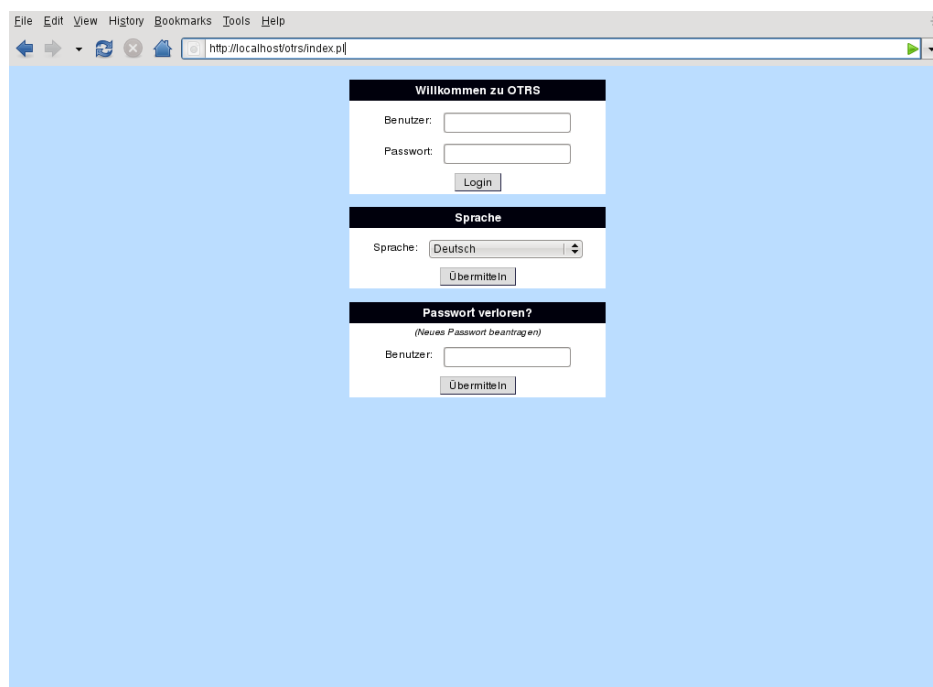 File Edit View History Bookmarks Tools Help
http://localhost/otrs/index.pl
Willkommen zu OTRS
Benutzer:
Passwort:
Login
Sprache
Sprache: Deutsch
Übermitteln
Passwort verloren?
(Neues Passwort beantragen)
Benutzer:
Übermitteln